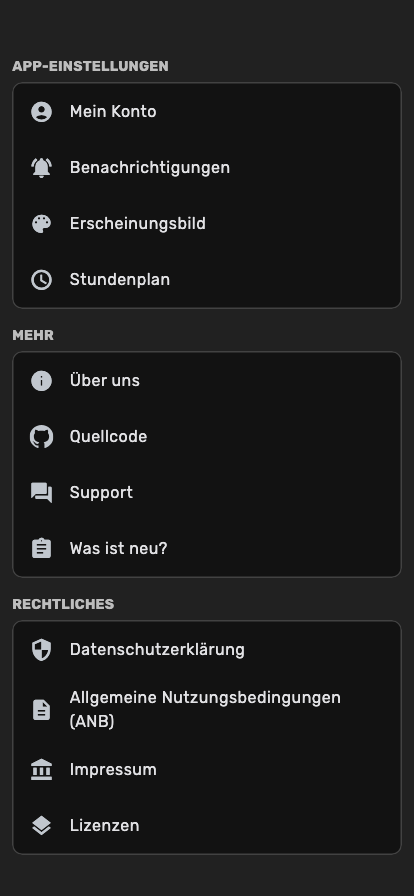 APP-EINSTELLUNGEN
Mein Konto
Benachrichtigungen
Erscheinungsbild
Stundenplan
MEHR
Über uns
Quellcode
Support
Was ist neu?
RECHTLICHES
Datenschutzerklärung
Allgemeine Nutzungsbedingungen
(ANB)
Impressum
Lizenzen